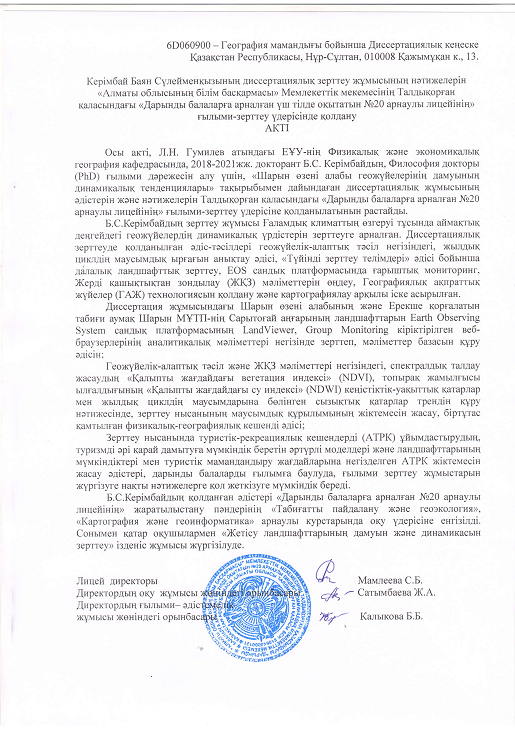 6D060900 – География мамандығы бойынша Диссертациялық кеңеске
Қазақстан Республикасы, Нұр-Сұлтан, 010008 Қажымұқан к., 13.
Керімбай Баян Сүлейменқызының диссертациялық зерттеу жұмысының нәтижелерін
«Алматы облысының білім басқармасы» Мемлекеттік мекемесінің Талдықорған
қаласындағы «Дарынды балаларға арналған үш тілде оқытатын №20 арнаулы лицейінің»
ғылыми-зерттеу үдерісінде қолдану
АКТІ
Осы акті, Л.Н. Гумилев атындағы ЕҰУ-нің Физикалық және экономикалық
география кафедрасында, 2018-2021жж. докторант Б.С. Керімбайдың, Философия докторы
(PhD) ғылыми дәрежесін алу үшін, «Шарын өзені алабы геожүйелерінің дамуының
динамикалық тенденциялары» тақырыбымен дайындаған диссертациялық жұмысының
әдістерін және нәтижелерін Талдықорған қаласындағы «Дарынды балаларға арналған №20
арнаулы лицейінің» ғылыми-зерттеу үдерісіне қолданылатынын растайды.
Б.С.Керімбайдың зерттеу жұмысы Ғаламдық климаттың өзгеруі тұсында аймақтық
деңгейдегі геожүйелердің динамикалық үрдістерін зерттеуге арналған. Диссертациялық
зерттеуде қолданылған әдіс-тәсілдері геожүйелік-алаптық тәсіл негізіндегі, жылдық
циклдің маусымдық ырғағын анықтау әдісі, «Түйінді зерттеу телімдері» әдісі бойынша
далалық ландшафттық зерттеу, EOS сандық платформасында ғарыштық мониторинг,
Жерді қашықтықтан зондылау (ЖҚЗ) мәліметтерін өңдеу, Географиялық ақпараттық
жүйелер (ГАЖ) технологиясын қолдану және картографиялау арқылы іске асырылған.
Диссертация жұмысындағы Шарын өзені алабының және Ерекше қорғалатын
табиғи аумақ Шарын МҰТП-нің Сарытоғай аңғарының ландшафттарын Earth Observing
System сандық платформасының LandViewer, Group Monitoring кіріктірілген веб-
браузерлерінің аналитикалық мәліметтері негізінде зерттеп, мәліметтер базасын құру
әдісін;
Геожүйелік-алаптық тәсіл және ЖҚЗ мәліметтері негізіндегі, спектралдық талдау
жасаудың «Қалыпты жағдайдағы вегетация индексі» (NDVI), топырақ жамылғысы
ылғалдығының «Қалыпты жағдайдағы су индексі» (NDWI) кеңістіктік-уақыттық қатарлар
мен жылдық циклдің маусымдарына бөлінген сызықтық қатарлар трендін құру
нәтижесінде, зерттеу нысанының маусымдық құрылымының жіктемесін жасау, біртұтас
қамтылған физикалық-географиялық кешенді әдісі;
Зерттеу нысанында туристік-рекреациялық кешендерді (АТРК) ұйымдастырудың,
туризмді әрі қарай дамытуға мүмкіндік беретін әртүрлі моделдері және ландшафттарының
мүмкіндіктері мен туристік мамандандыру жағдайларына негізделген АТРК жіктемесін
жасау әдістері, дарынды балаларды ғылымға баулуда, ғылыми зерттеу жұмыстарын
жүргізуге нақты нәтижелерге қол жеткізуге мүмкіндік береді.
Б.С.Керімбайдың қолданған әдістері «Дарынды балаларға арналған №20 арнаулы
лицейінің» жаратылыстану пәндерінің «Табиғатты пайдалану және геоэкология»,
«Картография және геоинформатика» арнаулы курстарында оқу үдерісіне енгізілді.
Сонымен қатар оқушылармен «Жетісу ландшафттарының дамуын және динамикасын
зерттеу» ізденіс жұмысы жүргізілуде.
Лицей директоры Мамлеева С.Б.
Директордың оқу жұмысы жөніндегі орынбасары Сатымбаева Ж.А.
Директордың ғылыми– әдістемелік
жұмысы жөніндегі орынбасары Калыкова Б.Б.